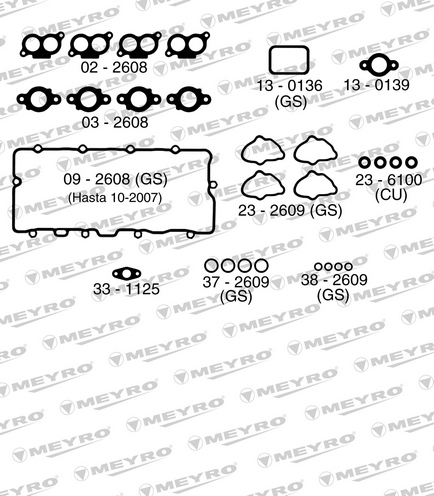 02 - 2608
13 - 0136
(GS)
13 - 0139
03 - 2608
09 - 2608 (GS)
(Hasta 10-2007)
23 - 2609 (GS)
23 - 6100
(CU)
33 - 1125
37 - 2609
(GS)
38 - 2609
(GS)
MEYRO